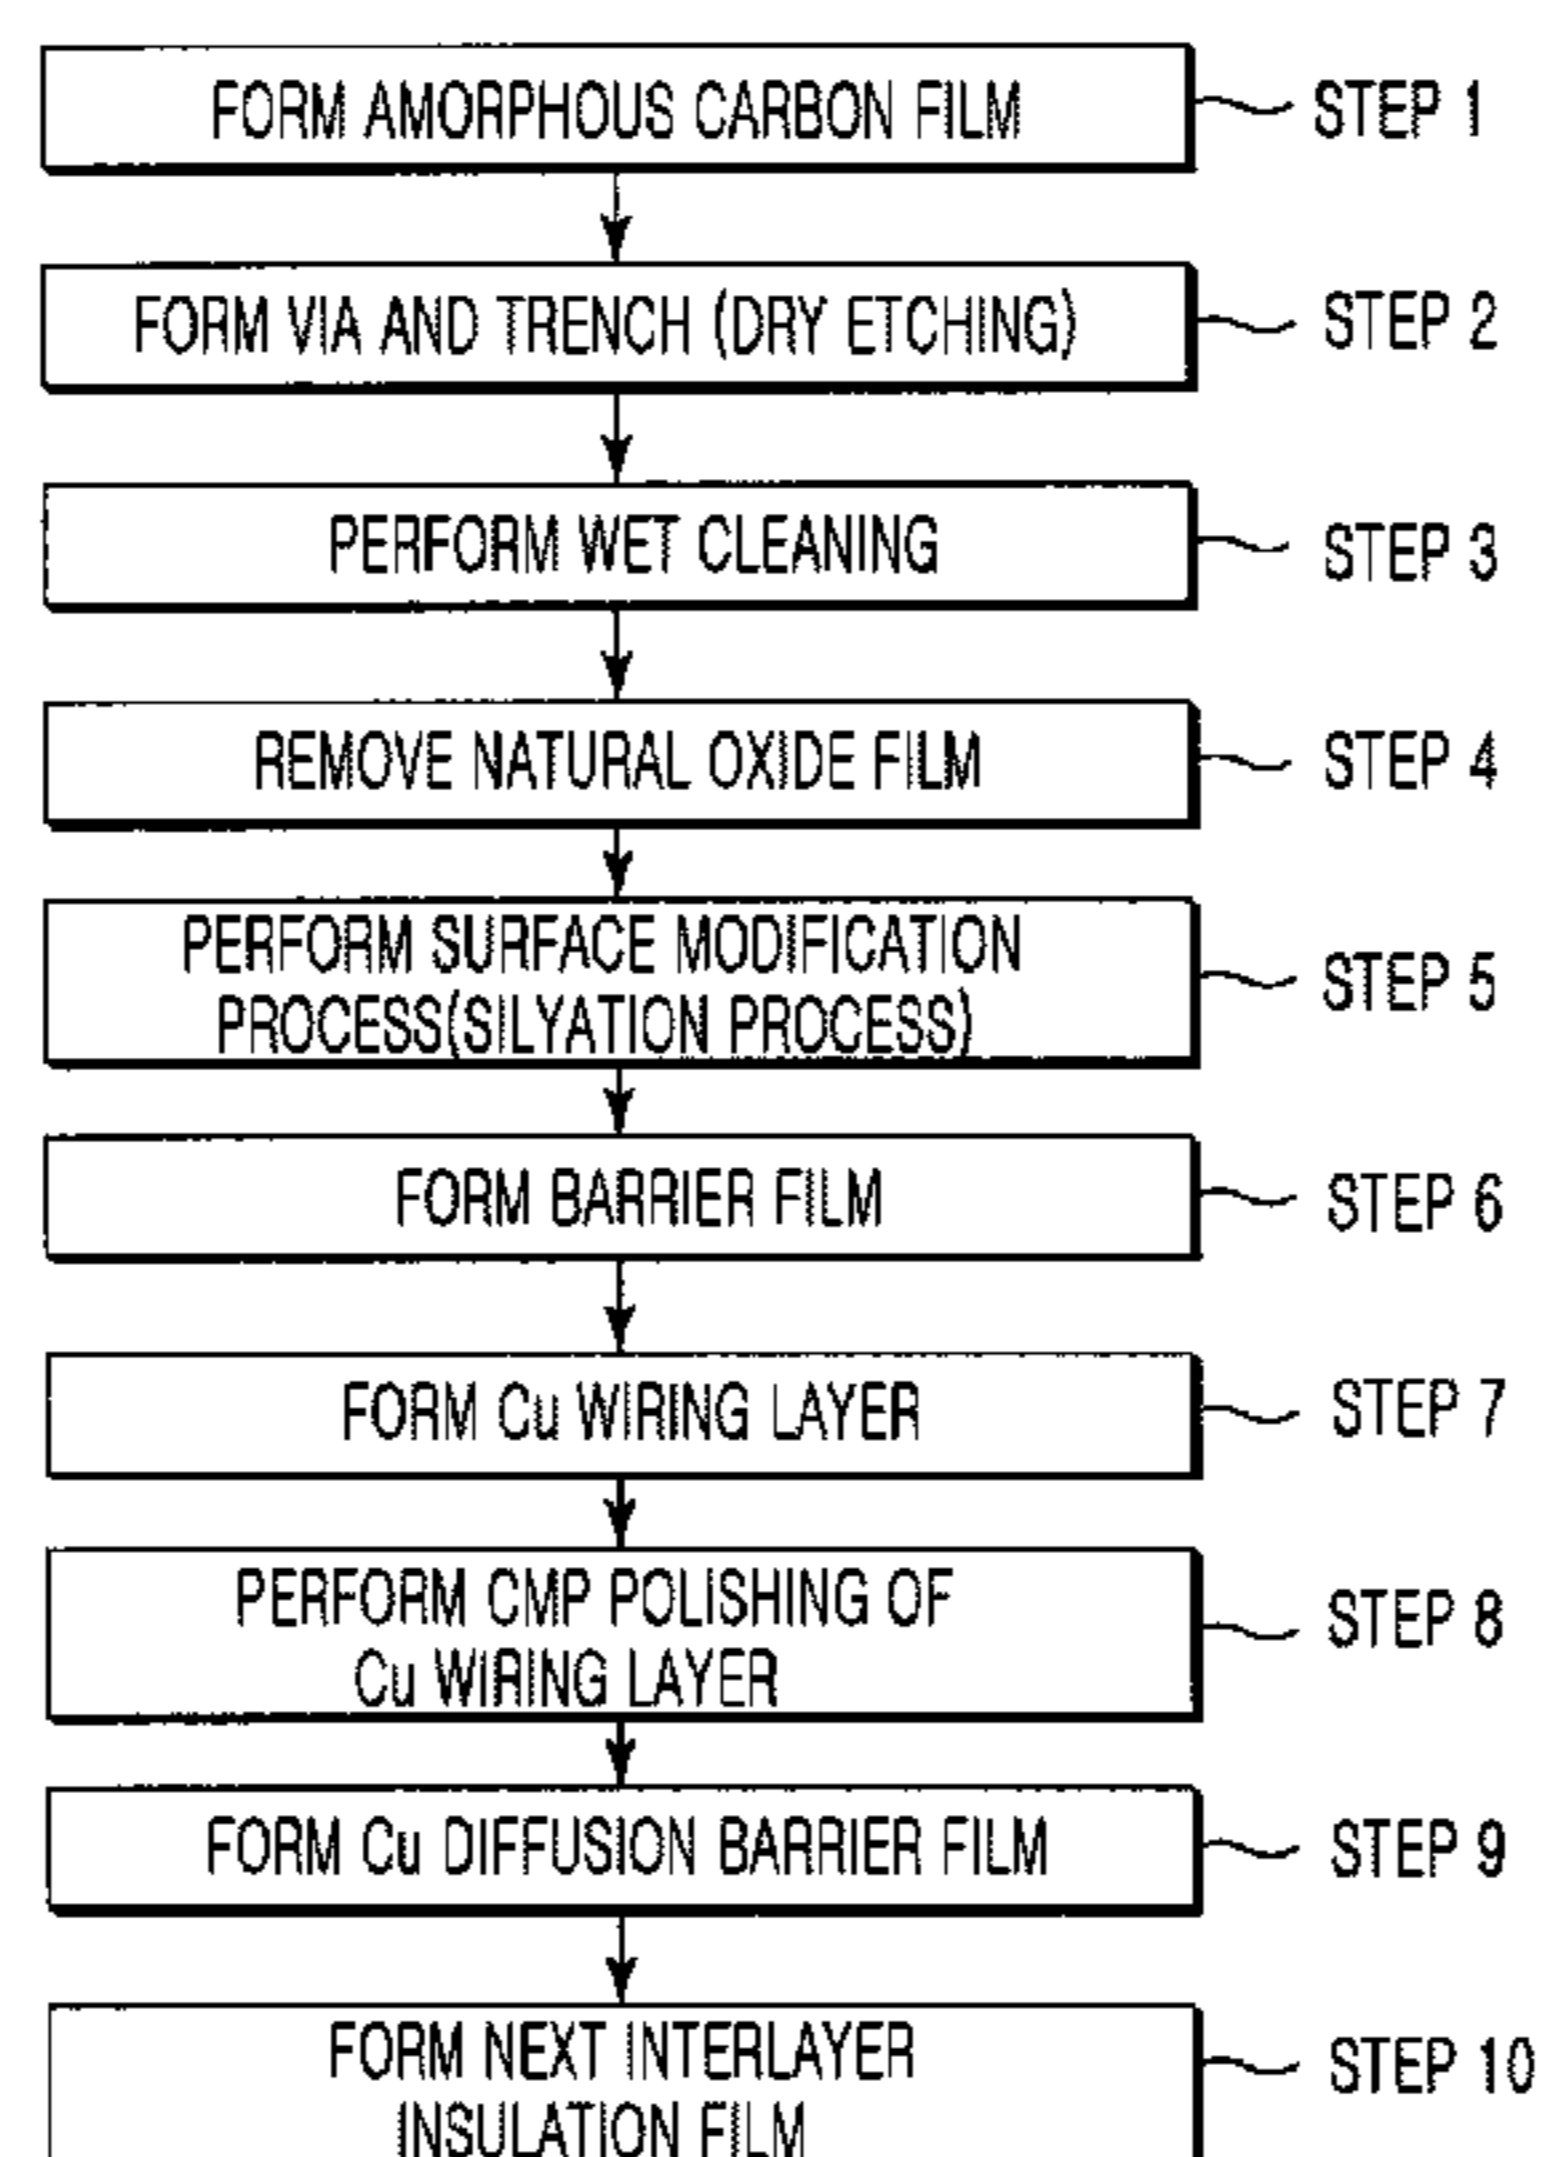 FORM AMORPHOUS CARBON FILM
STEP 1
FORM VIA AND TRENCH (DRY ETCHING)
STEP 2
PERFORM WET CLEANING
STEP 3
REMOVE NATURAL OXIDE FILM
STEP 4
PERFORM SURFACE MODIFICATION
PROCESS(SILYATION PROCESS)
STEP 5
FORM BARRIER FILM
STEP 6
FORM Cu WIRING LAYER
STEP 7
PERFORM CMP POLISHING OF
Cu WIRING LAYER
STEP 8
FORM Cu DIFFUSION BARRIER FILM
STEP 9
FORM NEXT INTERLAYER
INSULATION FILM
STEP 10